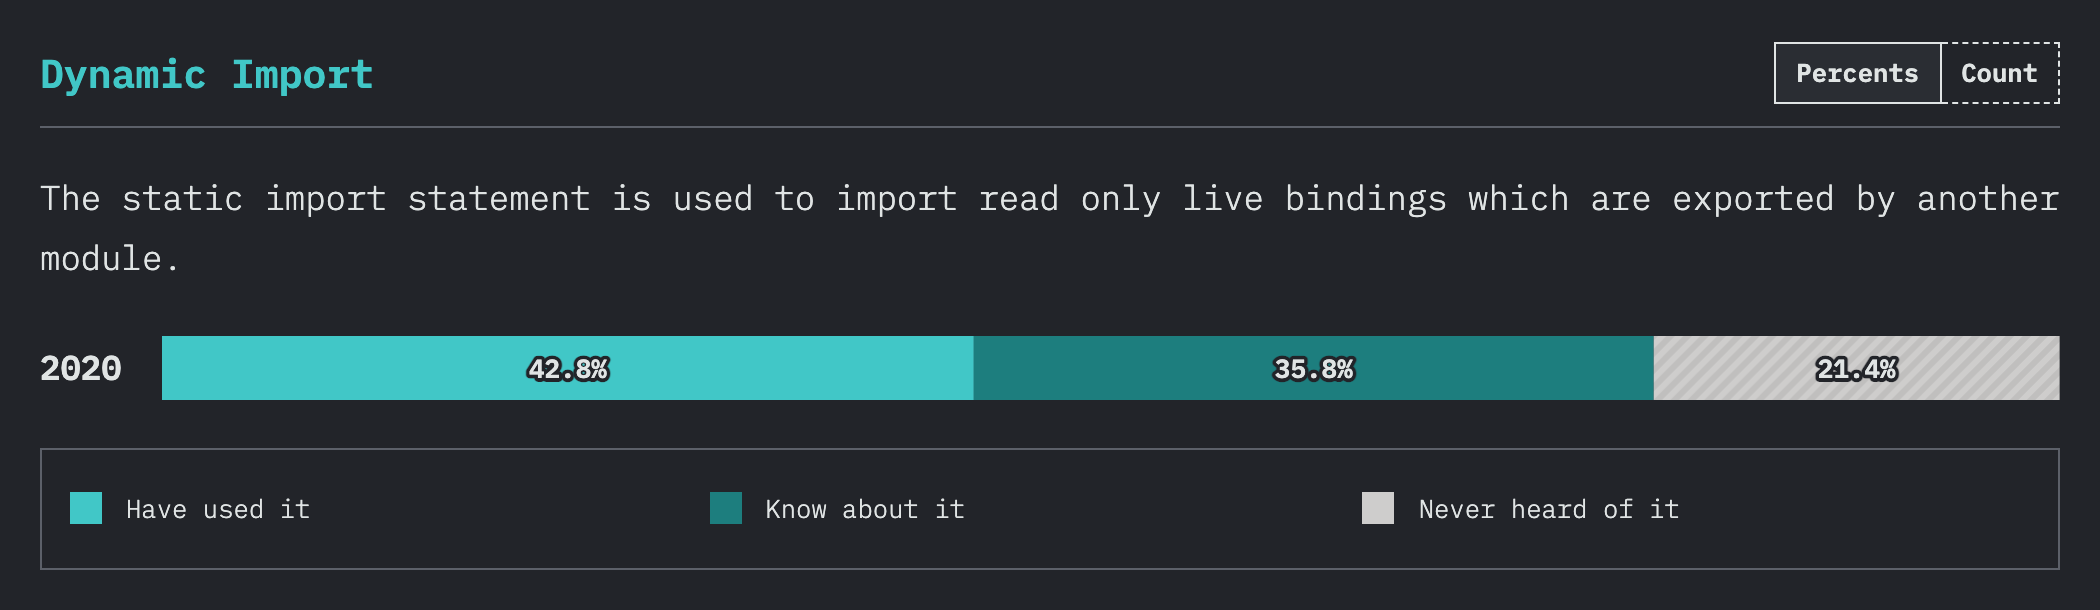 Dynamic Import
Percents Count
The static import statement is used to import read only live bindings which are exported by another
module.
2020 42.8% 35.8% 21.4%
Have used it Know about it Never heard of it